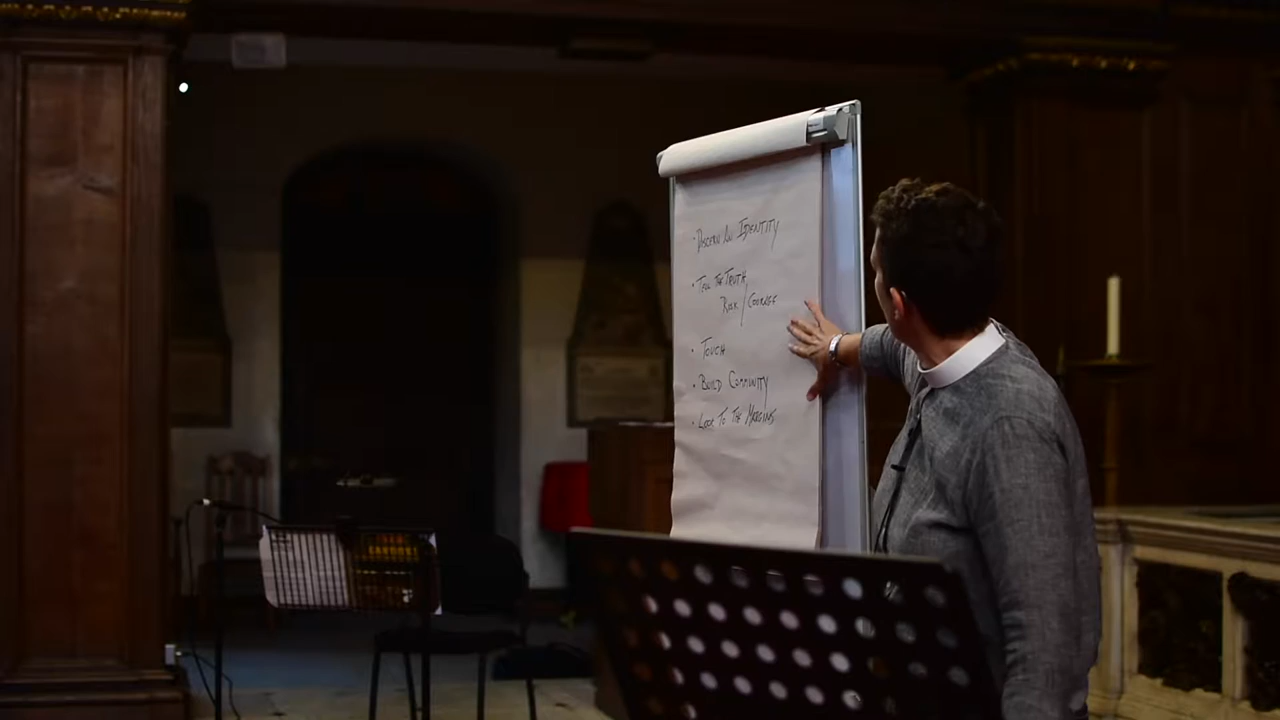 · DISCERN AN IDENTITY
· TELL THE TRUTH,
RISK / COURAGE
· TOUCH
· BUILD COMMUNITY
· LOOK TO THE MARGINS